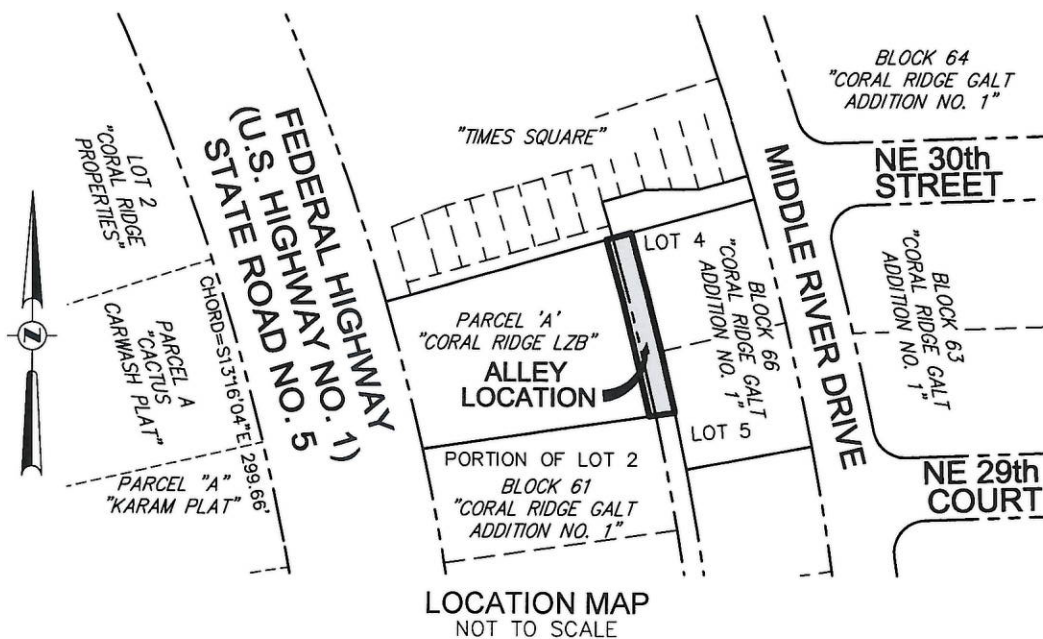 BLOCK 64
"CORAL RIDGE GALT
ADDITION NO. 1"
"TIMES SQUARE"
NE 30th
STREET
LOT 2
"CORAL RIDGE
PROPERTIES"
FEDERAL HIGHWAY
(U.S. HIGHWAY NO. 1)
STATE ROAD NO. 5
MIDDLE RIVER DRIVE
N
LOT 4
BLOCK 66
"CORAL RIDGE GALT
ADDITION NO. 1"
BLOCK 63
"CORAL RIDGE GALT
ADDITION NO. 1"
CHORD=S13°16'04"E 299.66'
PARCEL A
"CACTUS
CARWASH PLAT"
PARCEL 'A'
"CORAL RIDGE LZB"
ALLEY
LOCATION
LOT 5
PORTION OF LOT 2
BLOCK 61
"CORAL RIDGE GALT
ADDITION NO. 1"
PARCEL "A"
"KARAM PLAT"
NE 29th
COURT
LOCATION MAP
NOT TO SCALE